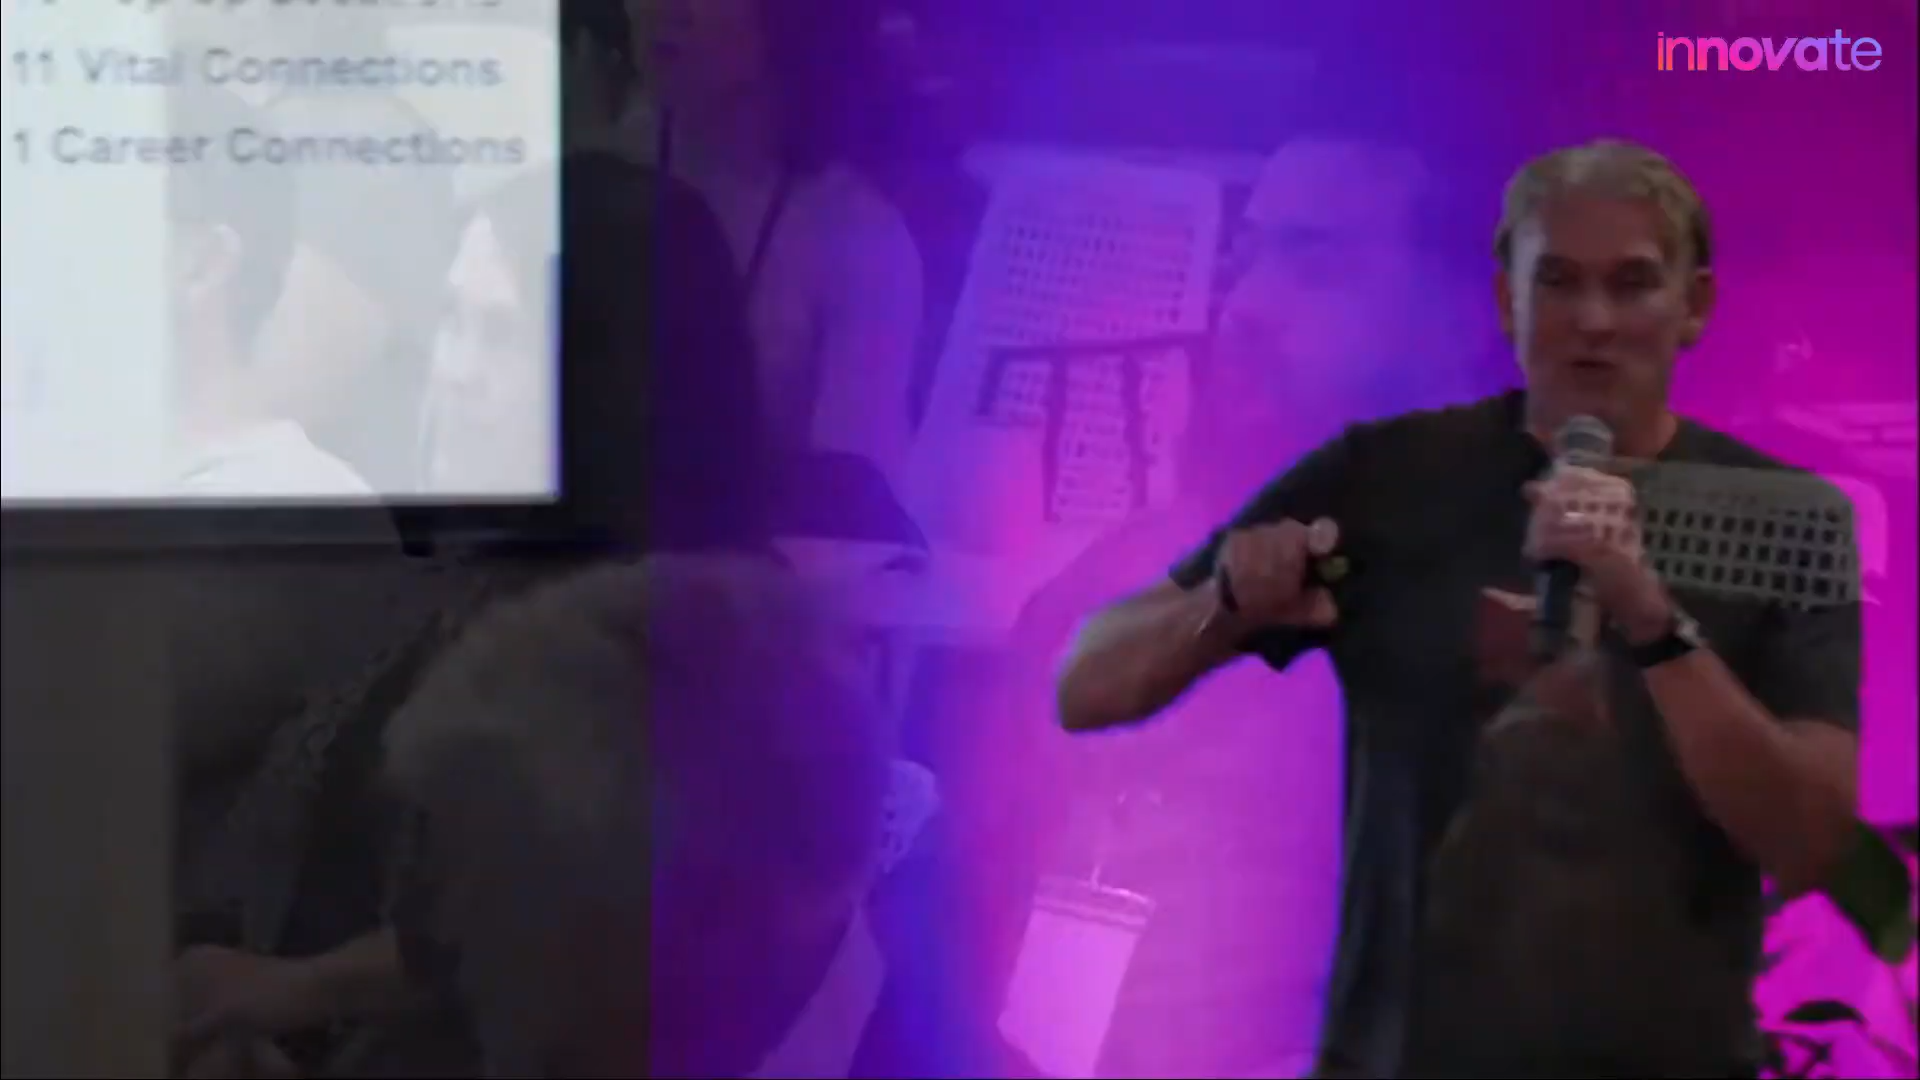 innovate
11 Vital Connections
1 Career Connections